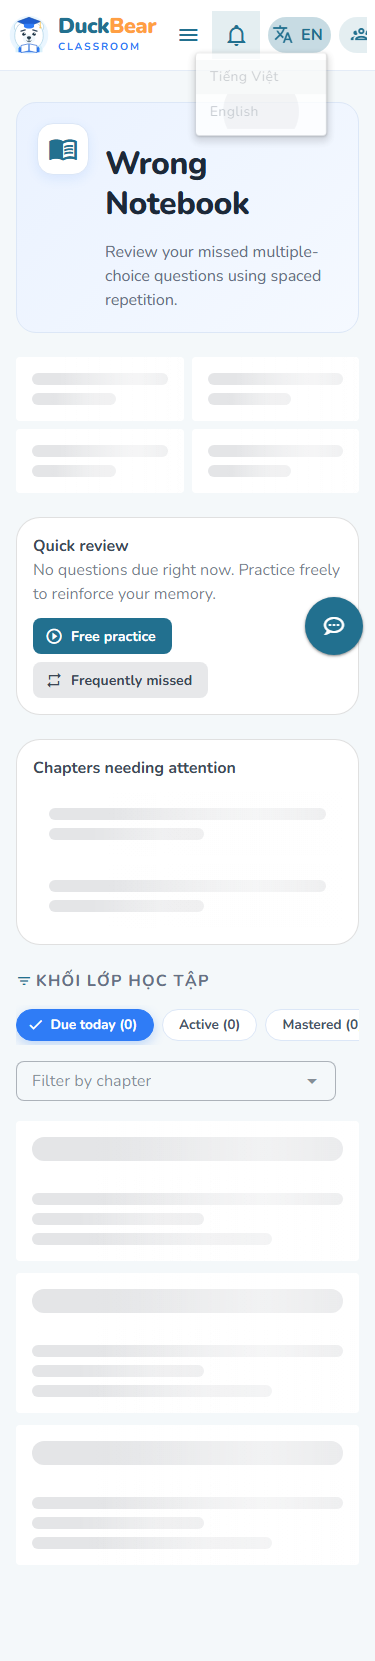 DuckBear
CLASSROOM
EN
Tiếng Việt
English
Wrong
Notebook
Review your missed multiple-
choice questions using spaced
repetition.
Quick review
No questions due right now. Practice freely
to reinforce your memory.
Free practice
Frequently missed
Chapters needing attention
KHỐI LỚP HỌC TẬP
Due today (0)
Active (0)
Mastered (0
Filter by chapter